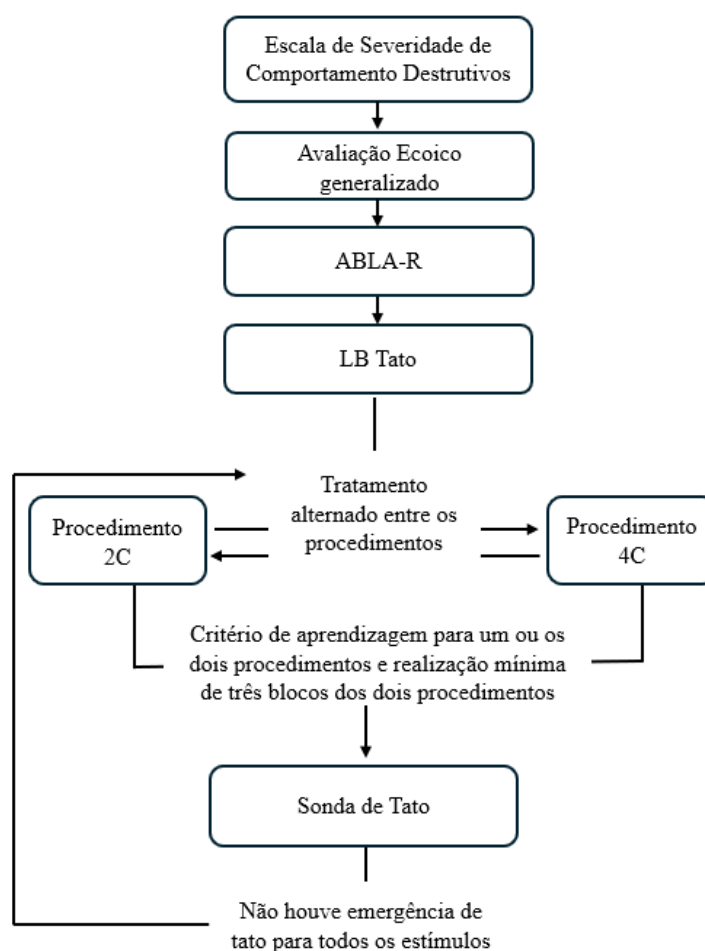 Escala de Severidade de
Comportamento Destrutivos
Avaliação Ecoico
generalizado
ABLA-R
LB Tato
Tratamento
alternado entre os
procedimentos
Procedimento
2C
Procedimento
4C
Critério de aprendizagem para um ou os
dois procedimentos e realização mínima
de três blocos dos dois procedimentos
Sonda de Tato
Não houve emergência de
tato para todos os estímulos